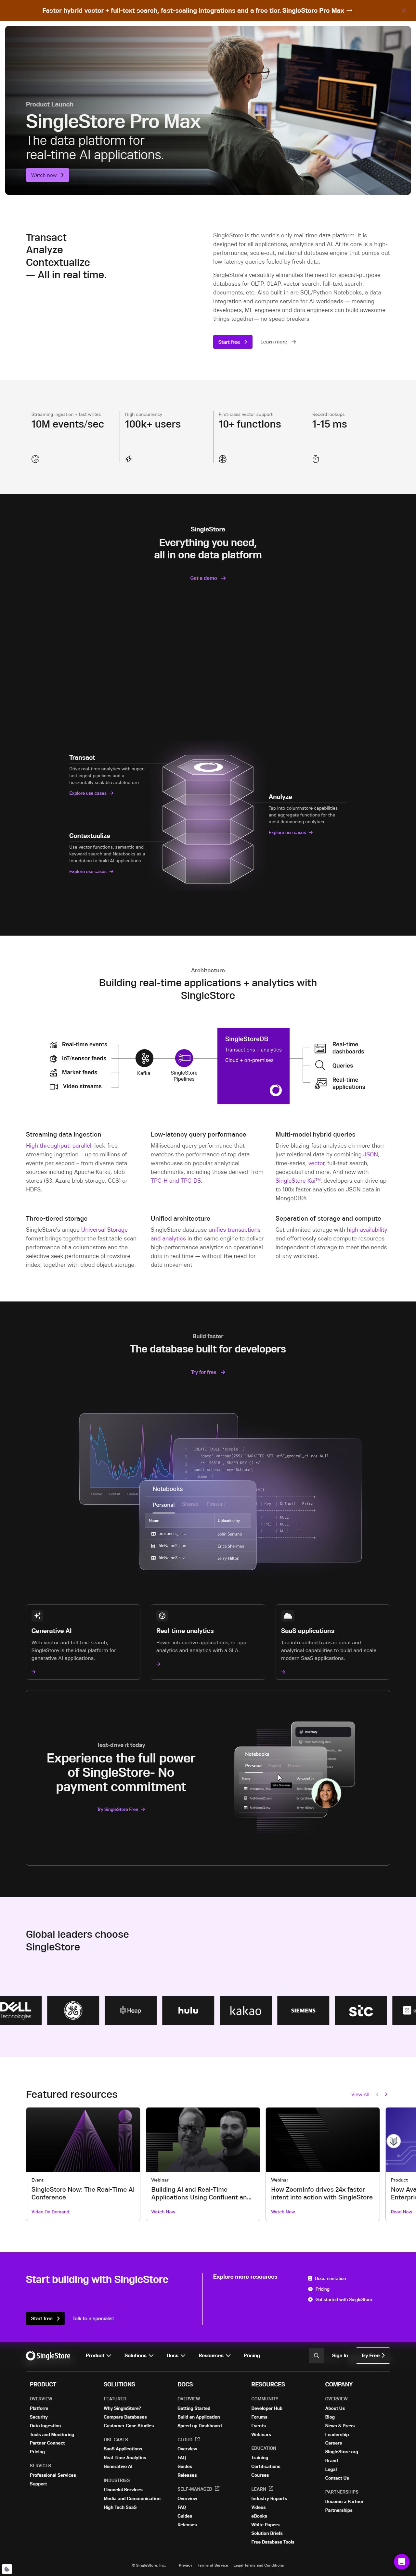 Faster hybrid vector + full-text search, fast-scaling integrations and a free tier. SingleStore Pro Max →
Product Launch
SingleStore Pro Max
The data platform for
real-time AI applications.
Watch now
Transact
Analyze
Contextualize
— All in real time.
SingleStore is the world's only real-time data platform. It is
designed for all applications, analytics and AI. At its core is a high-
performance, scale-out, relational database engine that pumps out
low-latency queries fueled by fresh data.
SingleStore's versatility eliminates the need for special-purpose
databases for OLTP, OLAP, vector search, full-text search,
documents, etc. Also built-in are SQL/Python Notebooks, a data
integration and compute service for AI workloads — meaning
developers, ML engineers and data engineers can build awesome
things together— no speed breakers.
Start free
Learn more
Streaming ingestion + fast writes
10M events/sec
High concurrency
100k+ users
First-class vector support
10+ functions
Record lookups
1-15 ms
SingleStore
Everything you need,
all in one data platform
Get a demo
Transact
Drive real-time analytics with super-
fast ingest pipelines and a
horizontally scalable architecture.
Explore use cases
Analyze
Tap into columnstore capabilities
and aggregate functions for the
most demanding analytics.
Explore use cases
Contextualize
Use vector functions, semantic and
keyword search and Notebooks as a
foundation to build AI applications.
Explore use cases
Architecture
Building real-time applications + analytics with
SingleStore
Real-time events
IoT/sensor feeds
Market feeds
Video streams
Kafka
SingleStore
Pipelines
SingleStoreDB
Transactions + analytics
Cloud + on-premises
Real-time
dashboards
Queries
Real-time
applications
Streaming data ingestion
High throughput, parallel, lock-free
streaming ingestion – up to millions of
events per second – from diverse data
sources including Apache Kafka, blob
stores (S3, Azure blob storage, GCS) or
HDFS.
Low-latency query performance
Millisecond query performance that
matches the performance of top data
warehouses on popular analytical
benchmarks, including those derived from
TPC-H and TPC-DS.
Multi-model hybrid queries
Drive blazing-fast analytics on more than
just relational data by combining JSON,
time-series, vector, full-text search,
geospatial and more. And with
SingleStore Kai™, developers can drive up
to 100x faster analytics on JSON data in
MongoDB®.
Three-tiered storage
SingleStore's unique Universal Storage
format brings together the fast table scan
performance of a columnstore and the
selective seek performance of rowstore
index, together with cloud object storage.
Unified architecture
SingleStore database unifies transactions
and analytics in the same engine to deliver
high-performance analytics on operational
data in real time — without the need for
data movement
Separation of storage and compute
Get unlimited storage with high availability
and effortlessly scale compute resources
independent of storage to meet the needs
of any workload.
Build faster
The database built for developers
Try for free
CREATE TABLE `sample` (
`data` varchar(255) CHARACTER SET utf8_general_ci not Null
Notebooks
Personal Shared Firewall
Name Uploaded by
prospects_list. John Serrano
fileName2.json Erica Sherman
fileName3.csv Jerry Hilton
Generative AI
With vector and full-text search,
SingleStore is the ideal platform for
generative AI applications.
Real-time analytics
Power interactive applications, in-app
analytics and analytics with a SLA.
SaaS applications
Tap into unified transactional and
analytical capabilities to build and scale
modern SaaS applications.
Test-drive it today
Experience the full power
of SingleStore- No
payment commitment
Try SingleStore Free
Notebooks
Personal
Global leaders choose
SingleStore
DELL
Technologies
GE
Heap
hulu
kakao
SIEMENS
stc
Featured resources
View All
Event
SingleStore Now: The Real-Time AI
Conference
Video On Demand
Webinar
Building AI and Real-Time
Applications Using Confluent an...
Watch Now
Webinar
How ZoomInfo drives 24x faster
intent into action with SingleStore
Watch Now
Product
Now Ava
Enterpri
Read Now
Start building with SingleStore
Start free
Talk to a specialist
Explore more resources
Documentation
Pricing
Get started with SingleStore
SingleStore
Product
Solutions
Docs
Resources
Pricing
Sign In
Try Free
PRODUCT
OVERVIEW
Platform
Security
Data Ingestion
Tools and Monitoring
Partner Connect
Pricing
SERVICES
Professional Services
Support
SOLUTIONS
FEATURED
Why SingleStore?
Compare Databases
Customer Case Studies
USE CASES
SaaS Applications
Real-Time Analytics
Generative AI
INDUSTRIES
Financial Services
Media and Communication
High Tech SaaS
DOCS
OVERVIEW
Getting Started
Build an Application
Speed up Dashboard
CLOUD
Overview
FAQ
Guides
Releases
SELF-MANAGED
Overview
FAQ
Guides
Releases
RESOURCES
COMMUNITY
Developer Hub
Forums
Events
Webinars
EDUCATION
Training
Certifications
Courses
LEARN
Industry Reports
Videos
eBooks
White Papers
Solution Briefs
Free Database Tools
COMPANY
OVERVIEW
About Us
Blog
News & Press
Leadership
Careers
SingleStore.org
Brand
Legal
Contact Us
PARTNERSHIPS
Become a Partner
Partnerships
© SingleStore, Inc.
Privacy
Terms of Service
Legal Terms and Conditions